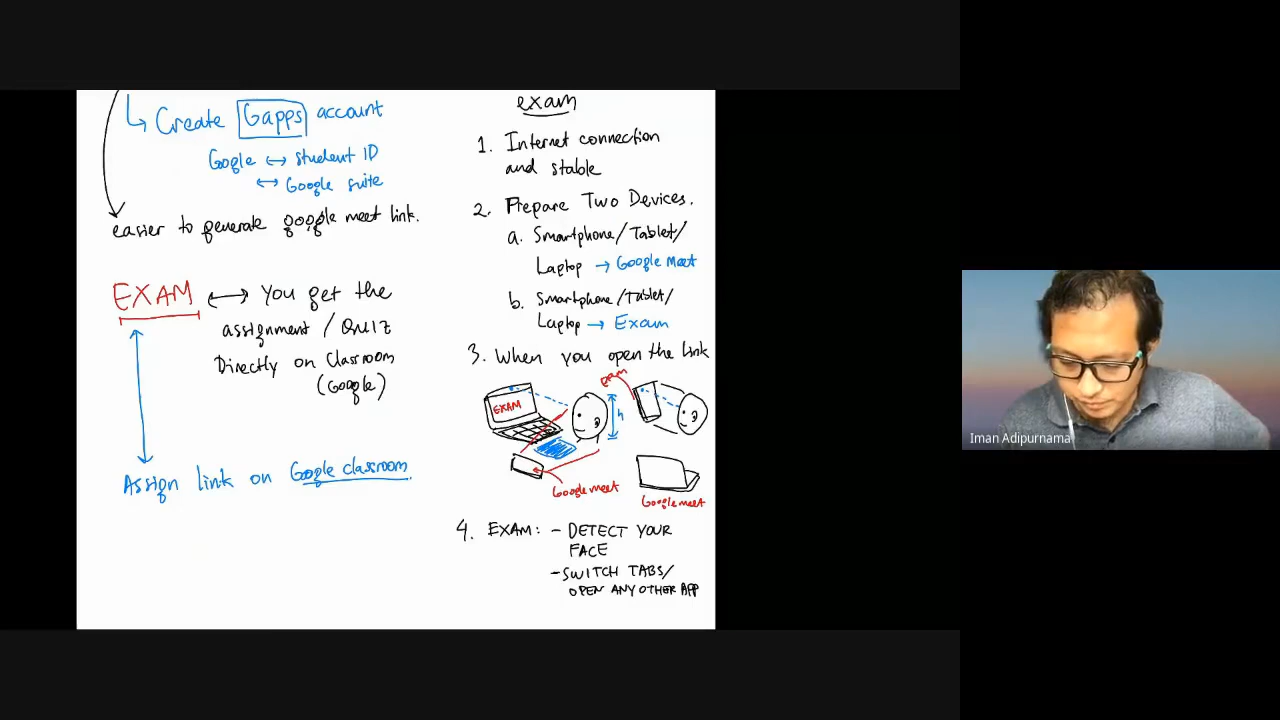 Create Gapps account
Google ↔ student ID
↔ Google suite
easier to generate google meet link.
EXAM ↔ You get the
assignment / QUIZ
Directly on Classroom
(Google)
Assign link on Google classroom.
exam
1. Internet connection
and stable
2. Prepare Two Devices.
a. Smartphone/Tablet/
Laptop → Google Meet
b. Smartphone/Tablet/
Laptop → Exam
3. When you open the link
exam
EXAM
h
Google meet
Google meet
4. EXAM: - DETECT YOUR
FACE
- SWITCH TABS/
OPEN ANY OTHER APP
Iman Adipurnama